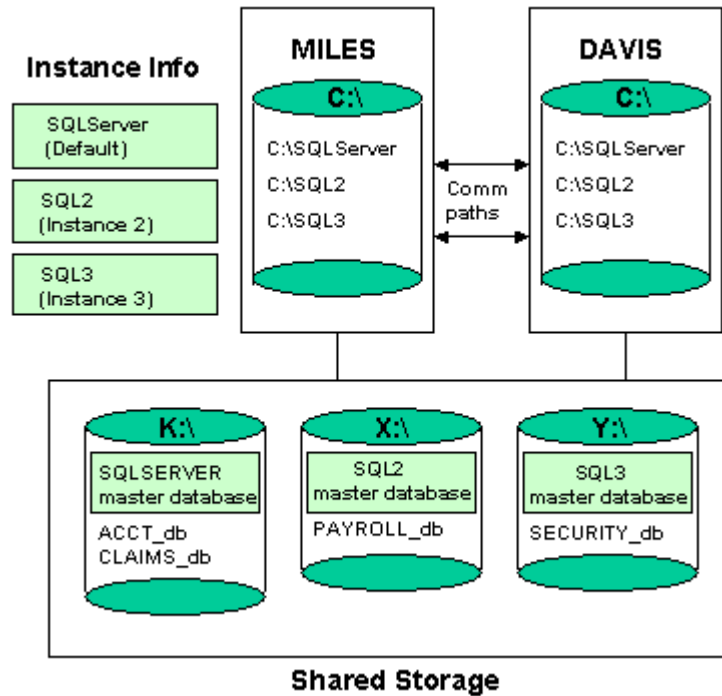 MILES
DAVIS
Instance Info
SQLServer
(Default)
SQL2
(Instance 2)
SQL3
(Instance 3)
C:\
C:\SQLServer
C:\SQL2
C:\SQL3
Comm
paths
C:\
C:\SQLServer
C:\SQL2
C:\SQL3
K:\
SQLSERVER
master database
ACCT_db
CLAIMS_db
X:\
SQL2
master database
PAYROLL_db
Y:\
SQL3
master database
SECURITY_db
Shared Storage